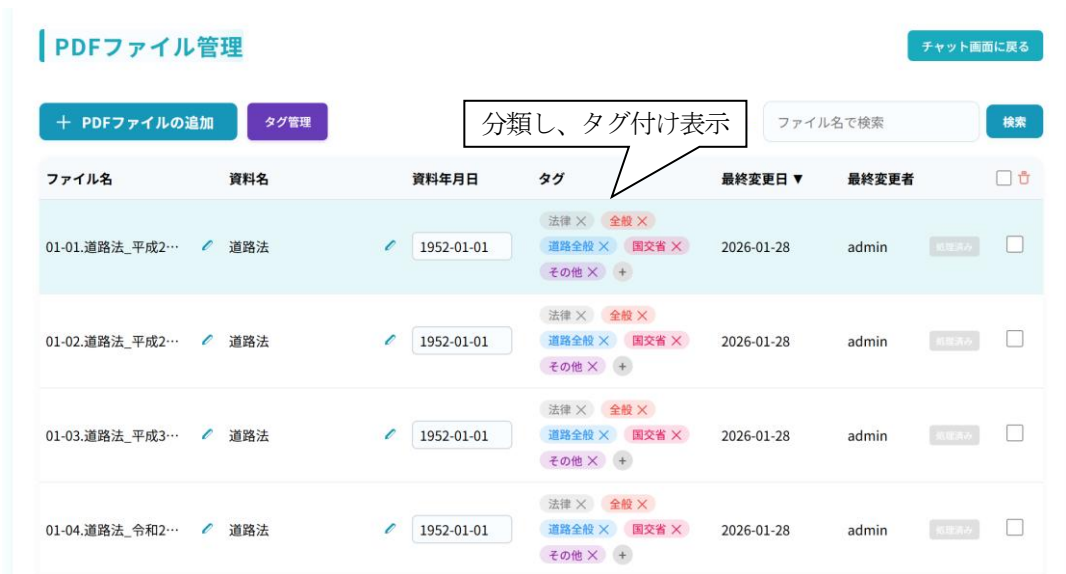 PDFファイル管理
チャット画面に戻る
+ PDFファイルの追加
タグ管理
分類し、タグ付け表示
ファイル名で検索
検索
ファイル名 資料名 資料年月日 タグ 最終変更日 ▼ 最終変更者
法律 × 全般 ×
01-01.道路法_平成2… 道路法 1952-01-01 道路全般 × 国交省 × 2026-01-28 admin 処理済み
その他 × +
法律 × 全般 ×
01-02.道路法_平成2… 道路法 1952-01-01 道路全般 × 国交省 × 2026-01-28 admin 処理済み
その他 × +
法律 × 全般 ×
01-03.道路法_平成3… 道路法 1952-01-01 道路全般 × 国交省 × 2026-01-28 admin 処理済み
その他 × +
法律 × 全般 ×
01-04.道路法_令和2… 道路法 1952-01-01 道路全般 × 国交省 × 2026-01-28 admin 処理済み
その他 × +